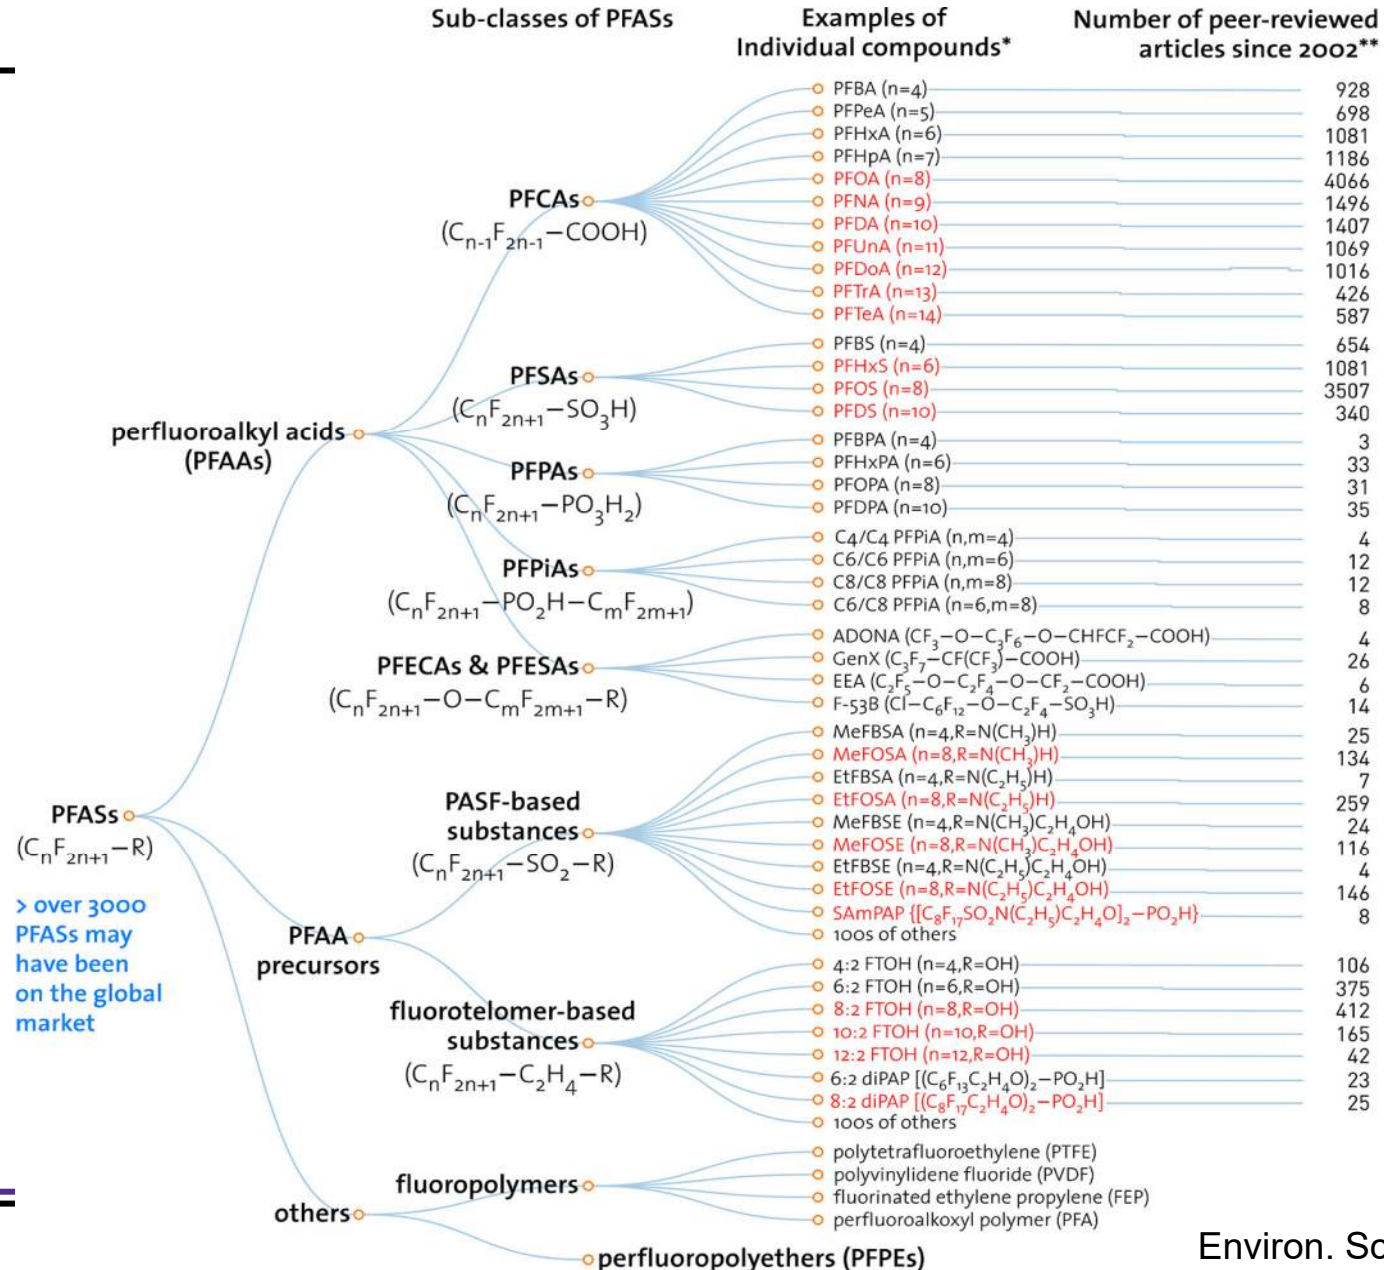 Sub-classes of PFASs
Examples of
Individual compounds*
Number of peer-reviewed
articles since 2002**
PFASs
(CnF2n+1–R)
> over 3000
PFASs may
have been
on the global
market
perfluoroalkyl acids
(PFAAs)
PFCAs
(Cn-1F2n-1–COOH)
PFBA (n=4) 928
PFPeA (n=5) 698
PFHxA (n=6) 1081
PFHpA (n=7) 1186
PFOA (n=8) 4066
PFNA (n=9) 1496
PFDA (n=10) 1407
PFUnA (n=11) 1069
PFDoA (n=12) 1016
PFTrA (n=13) 426
PFTeA (n=14) 587
PFSAs
(CnF2n+1–SO3H)
PFBS (n=4) 654
PFHxS (n=6) 1081
PFOS (n=8) 3507
PFDS (n=10) 340
PFPAs
(CnF2n+1–PO3H2)
PFBPA (n=4) 3
PFHxPA (n=6) 33
PFOPA (n=8) 31
PFDPA (n=10) 35
PFPiAs
(CnF2n+1–PO2H–CmF2m+1)
C4/C4 PFPiA (n,m=4) 4
C6/C6 PFPiA (n,m=6) 12
C8/C8 PFPiA (n,m=8) 12
C6/C8 PFPiA (n=6,m=8) 8
PFECAs & PFESAs
(CnF2n+1–O–CmF2m+1–R)
ADONA (CF3–O–C3F6–O–CHFCF2–COOH) 4
GenX (C3F7–CF(CF3)–COOH) 26
EEA (C2F5–O–C2F4–O–CF2–COOH) 6
F-53B (Cl–C6F12–O–C2F4–SO3H) 14
PFAA
precursors
PASF-based
substances
(CnF2n+1–SO2–R)
MeFBSA (n=4,R=N(CH3)H) 25
MeFOSA (n=8,R=N(CH3)H) 134
EtFBSA (n=4,R=N(C2H5)H) 7
EtFOSA (n=8,R=N(C2H5)H) 259
MeFBSE (n=4,R=N(CH3)C2H4OH) 24
MeFOSE (n=8,R=N(CH3)C2H4OH) 116
EtFBSE (n=4,R=N(C2H5)C2H4OH) 4
EtFOSE (n=8,R=N(C2H5)C2H4OH) 146
SAmPAP {[C8F17SO2N(C2H5)C2H4O]2–PO2H} 8
100s of others
fluorotelomer-based
substances
(CnF2n+1–C2H4–R)
4:2 FTOH (n=4,R=OH) 106
6:2 FTOH (n=6,R=OH) 375
8:2 FTOH (n=8,R=OH) 412
10:2 FTOH (n=10,R=OH) 165
12:2 FTOH (n=12,R=OH) 42
6:2 diPAP [(C6F13C2H4O)2–PO2H] 23
8:2 diPAP [(C8F17C2H4O)2–PO2H] 25
100s of others
others
fluoropolymers
polytetrafluoroethylene (PTFE)
polyvinylidene fluoride (PVDF)
fluorinated ethylene propylene (FEP)
perfluoroalkoxyl polymer (PFA)
perfluoropolyethers (PFPEs)
Environ. Sc